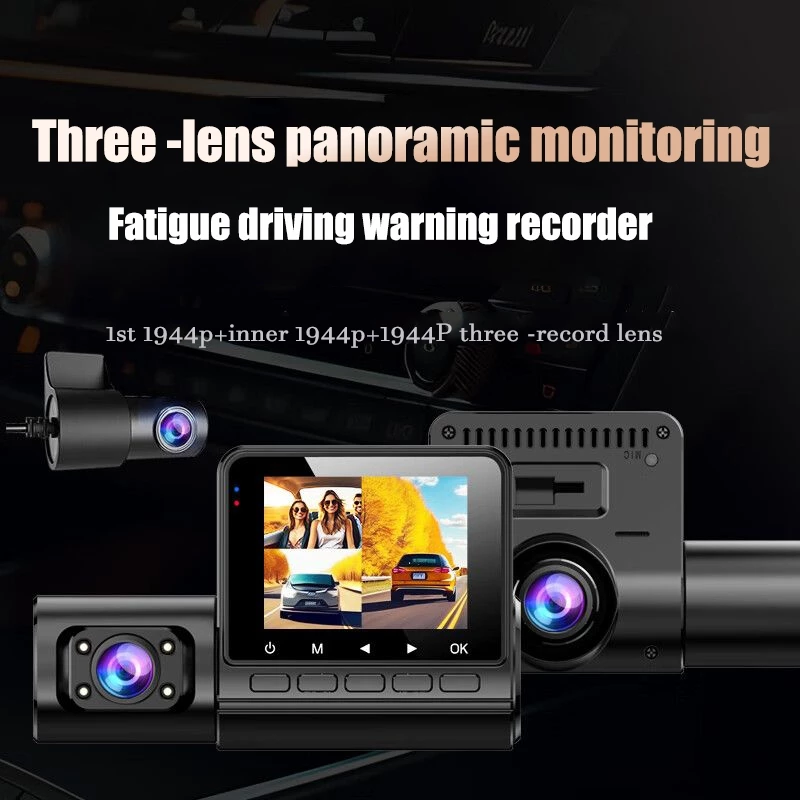 Three -lens panoramic monitoring
Fatigue driving warning recorder
1st 1944p+inner 1944p+1944P three -record lens
MIC
M
OK